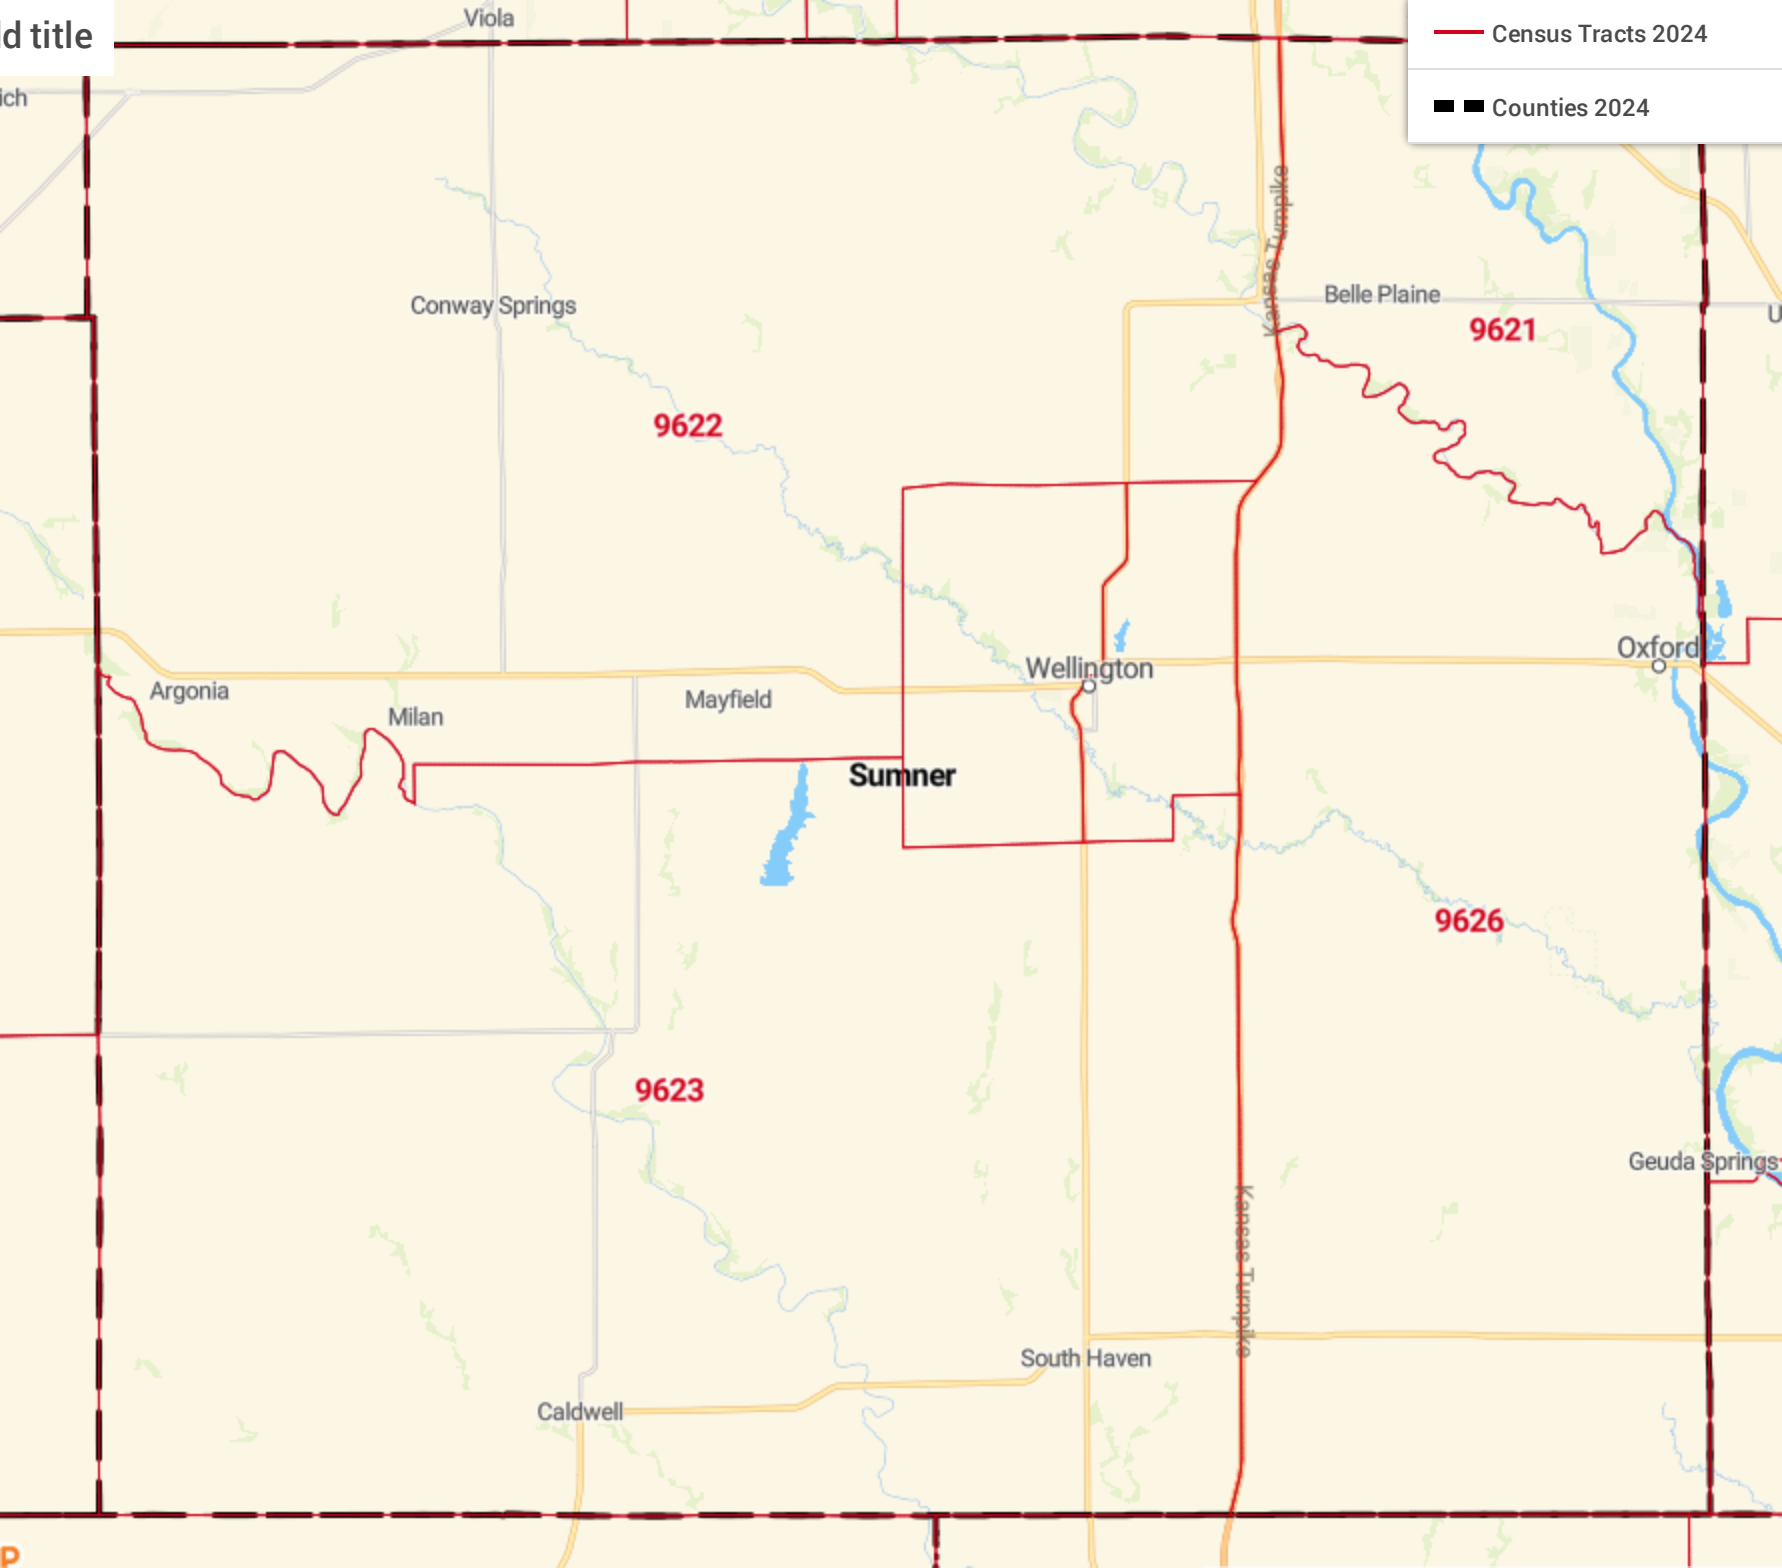 d title
Viola
Census Tracts 2024
Counties 2024
ich
Kansas Turnpike
Conway Springs
Belle Plaine
9621
U
9622
Wellington
Oxford
Argonia
Mayfield
Milan
Sumner
9626
9623
Geuda Springs
Kansas Turnpike
South Haven
Caldwell
P